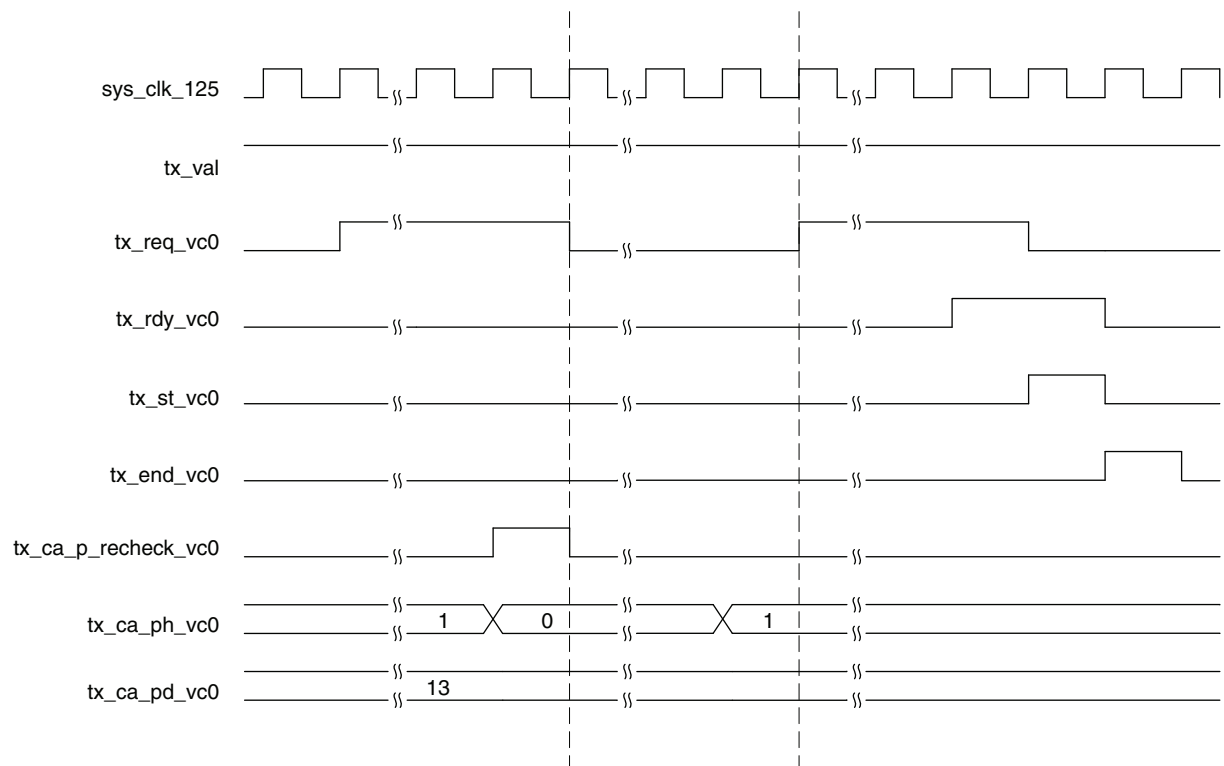 sys_clk_125
tx_val
tx_req_vc0
tx_rdy_vc0
tx_st_vc0
tx_end_vc0
tx_ca_p_recheck_vc0
tx_ca_ph_vc0 1 0 1
tx_ca_pd_vc0 13